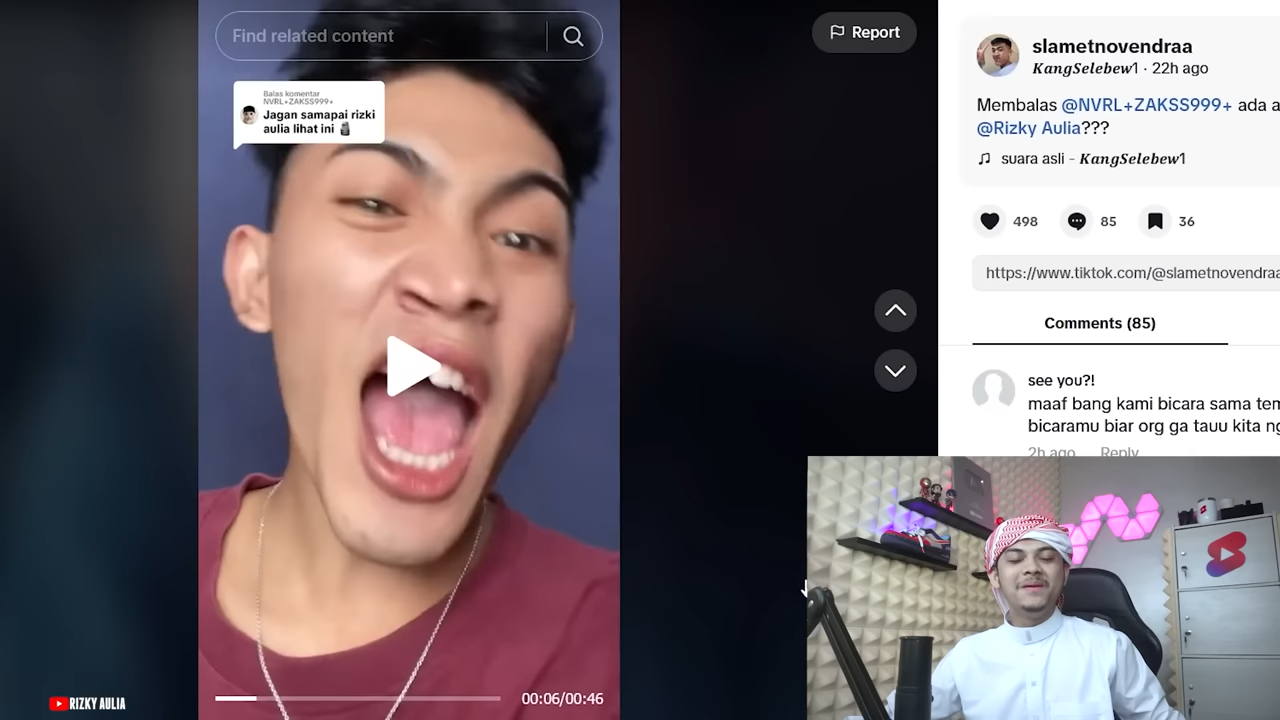 Find related content
Report
Balas komentar
NVRL+ZAKSS999+
Jagan samapai rizki
aulia lihat ini
slametnovendraa
KangSelebew1 · 22h ago
Membalas @NVRL+ZAKSS999+ ada a
@Rizky Aulia???
suara asli - KangSelebew1
498
85
36
https://www.tiktok.com/@slametnovendraa
Comments (85)
see you?!
maaf bang kami bicara sama tem
bicaramu biar org ga tauu kita ng
2h ago Reply
00:06/00:46
RIZKY AULIA